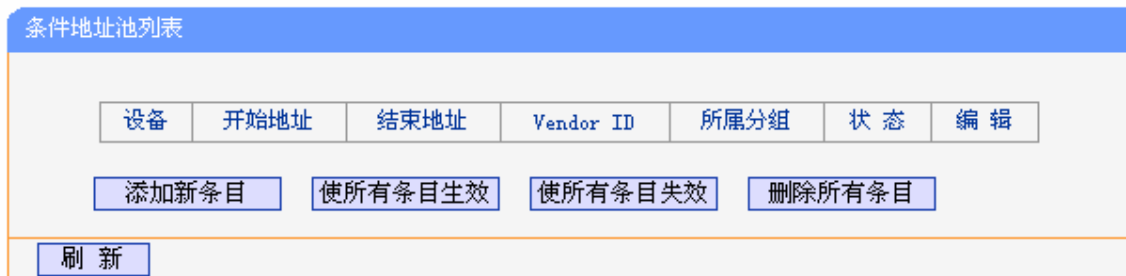 条件地址池列表
设备 开始地址 结束地址 Vendor ID 所属分组 状 态 编 辑
添加新条目 使所有条目生效 使所有条目失效 删除所有条目
刷 新